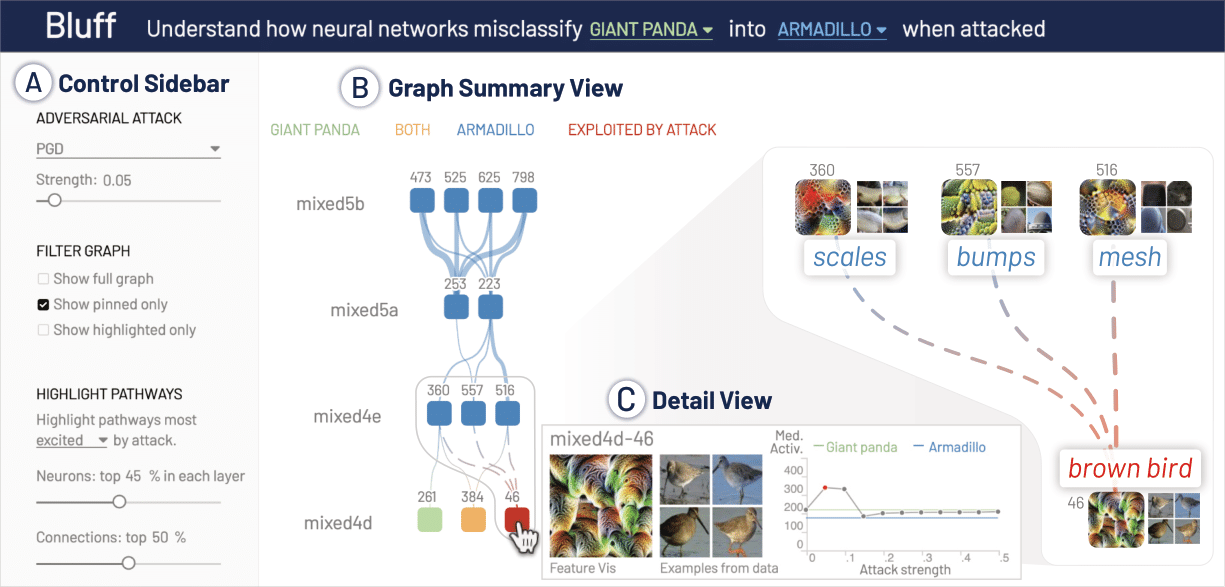 Bluff Understand how neural networks misclassify GIANT PANDA into ARMADILLO when attacked
A Control Sidebar
ADVERSARIAL ATTACK
PGD
Strength: 0.05
FILTER GRAPH
Show full graph
Show pinned only
Show highlighted only
HIGHLIGHT PATHWAYS
Highlight pathways most
excited by attack.
Neurons: top 45 % in each layer
Connections: top 50 %
B Graph Summary View
GIANT PANDA BOTH ARMADILLO EXPLOITED BY ATTACK
473 525 625 798
mixed5b
253 223
mixed5a
360 557 516
mixed4e
261 384 46
mixed4d
360 557 516
scales bumps mesh
brown bird
46
C Detail View
mixed4d-46
Feature Vis
Examples from data
Med.
Activ.
Giant panda Armadillo
400
300
200
100
0
0 .1 .2 .3 .4 .5
Attack strength